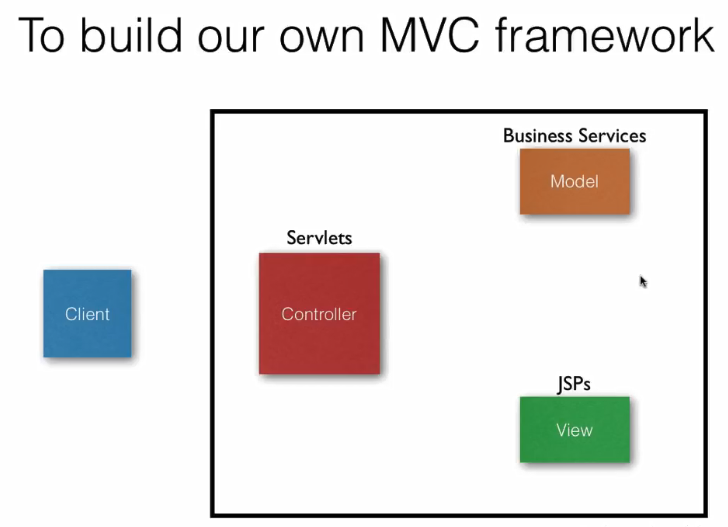 To build our own MVC framework
Business Services
Model
Servlets
Controller
Client
JSPs
View